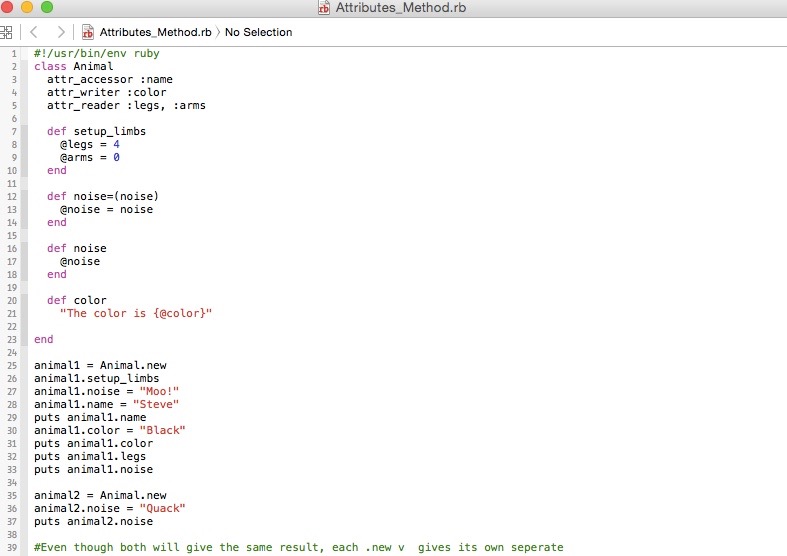 Attributes_Method.rb
Attributes_Method.rb 〉 No Selection
1 #!/usr/bin/env ruby
2 class Animal
3   attr_accessor :name
4   attr_writer :color
5   attr_reader :legs, :arms
6
7   def setup_limbs
8     @legs = 4
9     @arms = 0
10   end
11
12   def noise=(noise)
13     @noise = noise
14   end
15
16   def noise
17     @noise
18   end
19
20   def color
21     "The color is {@color}"
22
23 end
24
25 animal1 = Animal.new
26 animal1.setup_limbs
27 animal1.noise = "Moo!"
28 animal1.name = "Steve"
29 puts animal1.name
30 animal1.color = "Black"
31 puts animal1.color
32 puts animal1.legs
33 puts animal1.noise
34
35 animal2 = Animal.new
36 animal2.noise = "Quack"
37 puts animal2.noise
38
39 #Even though both will give the same result, each .new v  gives its own seperate